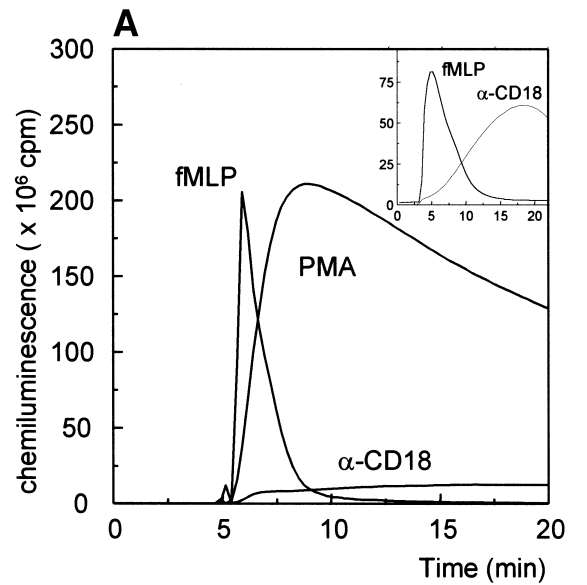 A
300
250
200
150
100
50
0
chemiluminescence ( x 10⁶ cpm)
fMLP
PMA
α-CD18
0 5 10 15 20
Time (min)
75
50
25
0
fMLP
α-CD18
0 5 10 15 20